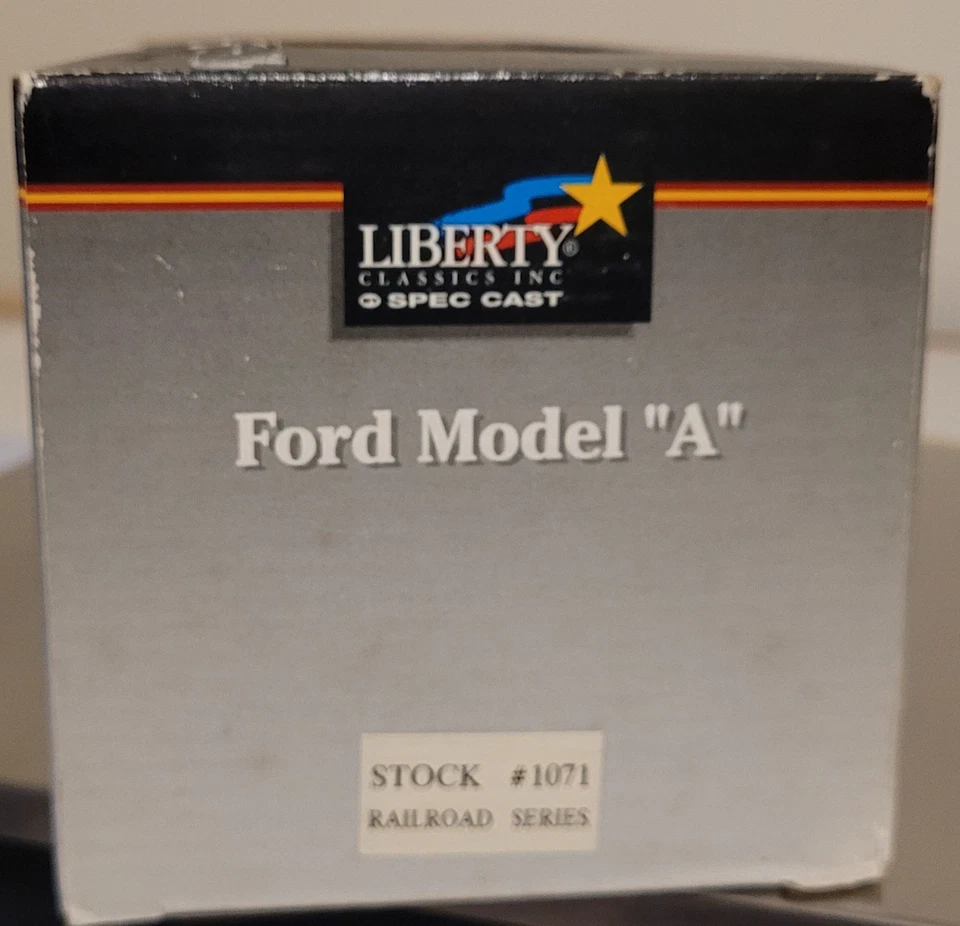 LIBERTY®
CLASSICS INC
SPEC CAST
Ford Model "A"
STOCK #1071
RAILROAD SERIES